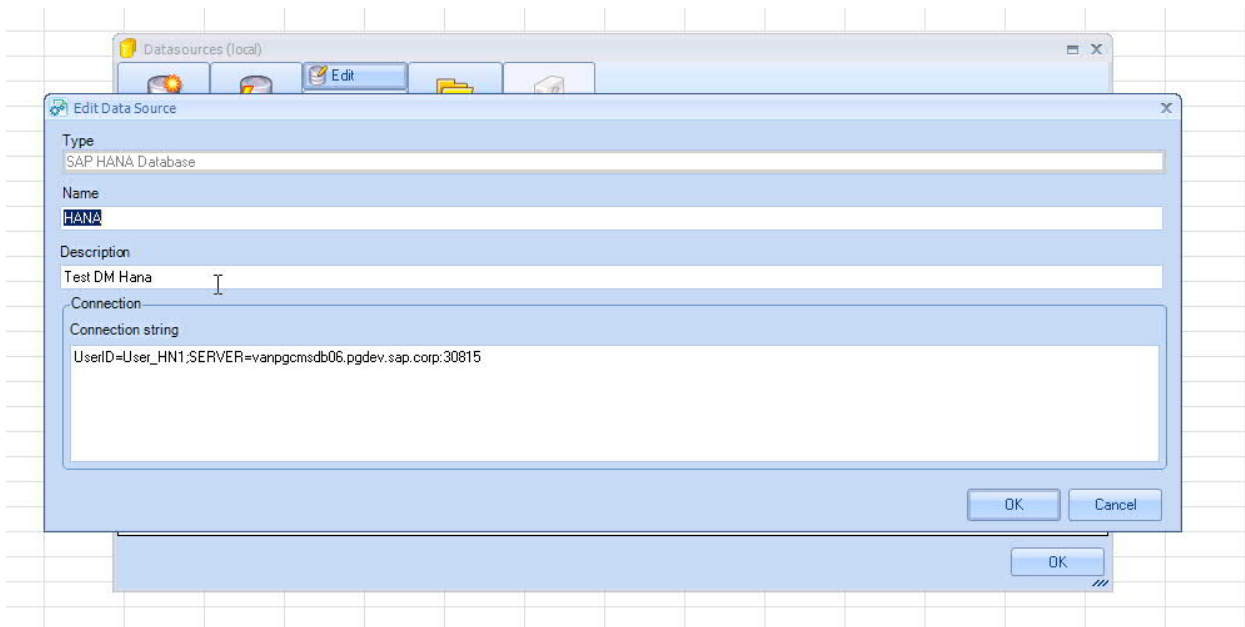 Datasources (local)
Edit
Edit Data Source
Type
SAP HANA Database
Name
HANA
Description
Test DM Hana
Connection
Connection string
UserID=User_HN1;SERVER=vanpgcmsdb06.pgdev.sap.corp:30815
OK
Cancel
OK